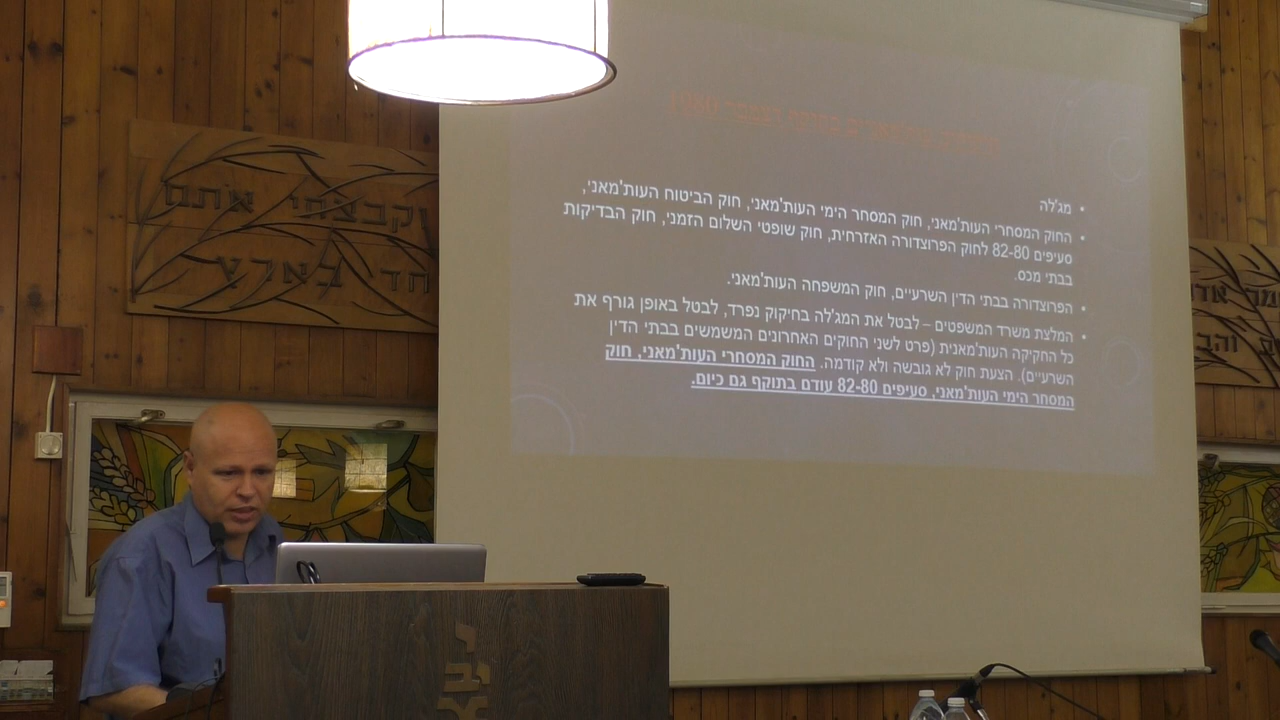 וקבצתי אתם
חד בארץ
• מג'לה
• החוק המסחרי העות'מאני, חוק המסחר הימי העות'מאני, חוק הביטוח העות'מאני,
סעיפים 82-80 לחוק הפרוצדורה האזרחית, חוק שופטי השלום הזמני, חוק הבדיקות
בבתי מכס.
• הפרוצדורה בבתי הדין השרעיים, חוק המשפחה העות'מאני.
• המלצת משרד המשפטים – לבטל את המג'לה בחיקוק נפרד, לבטל באופן גורף את
כל החקיקה העות'מאנית (פרט לשני החוקים האחרונים המשמשים בבתי הדין
השרעיים). הצעת חוק לא גובשה ולא קודמה. החוק המסחרי העות'מאני, חוק
המסחר הימי העות'מאני, סעיפים 82-80 עודם בתוקף גם כיום.